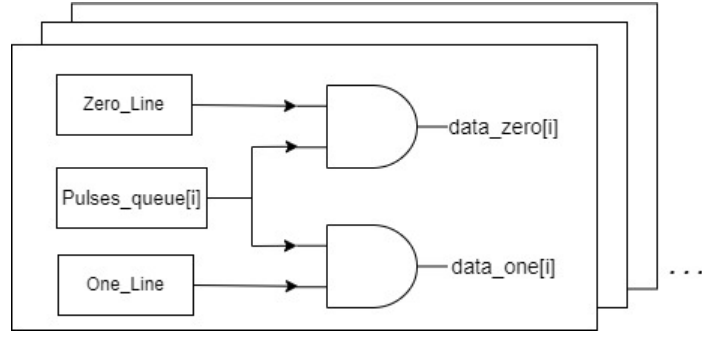 Zero_Line
data_zero[i]
Pulses_queue[i]
One_Line
data_one[i]
...